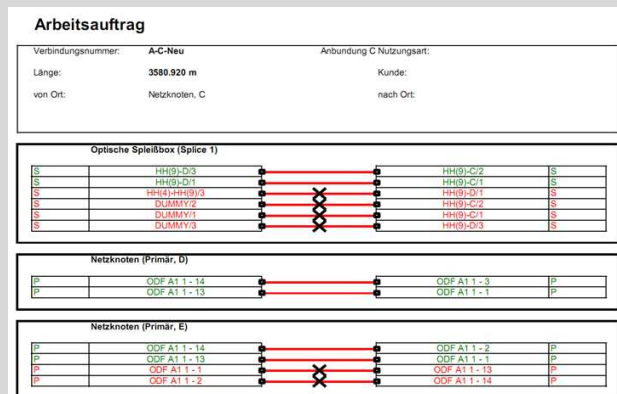 Arbeitsauftrag
Verbindungsnummer: A-C-Neu Anbundung C Nutzungsart:
Länge: 3580.920 m Kunde:
von Ort: Netzknoten, C nach Ort:
Optische Spleißbox (Splice 1)
S HH(9)-D/3 HH(9)-C/2 S
S HH(9)-D/1 HH(9)-C/1 S
S HH(4)-HH(9)/3 HH(9)-D/1 S
S DUMMY/2 HH(9)-C/2 S
S DUMMY/1 HH(9)-C/1 S
S DUMMY/3 HH(9)-D/3 S
Netzknoten (Primär, D)
P ODF A1 1 - 14 ODF A1 1 - 3 P
P ODF A1 1 - 13 ODF A1 1 - 1 P
Netzknoten (Primär, E)
P ODF A1 1 - 14 ODF A1 1 - 2 P
P ODF A1 1 - 13 ODF A1 1 - 1 P
P ODF A1 1 - 1 ODF A1 1 - 13 P
P ODF A1 1 - 2 ODF A1 1 - 14 P